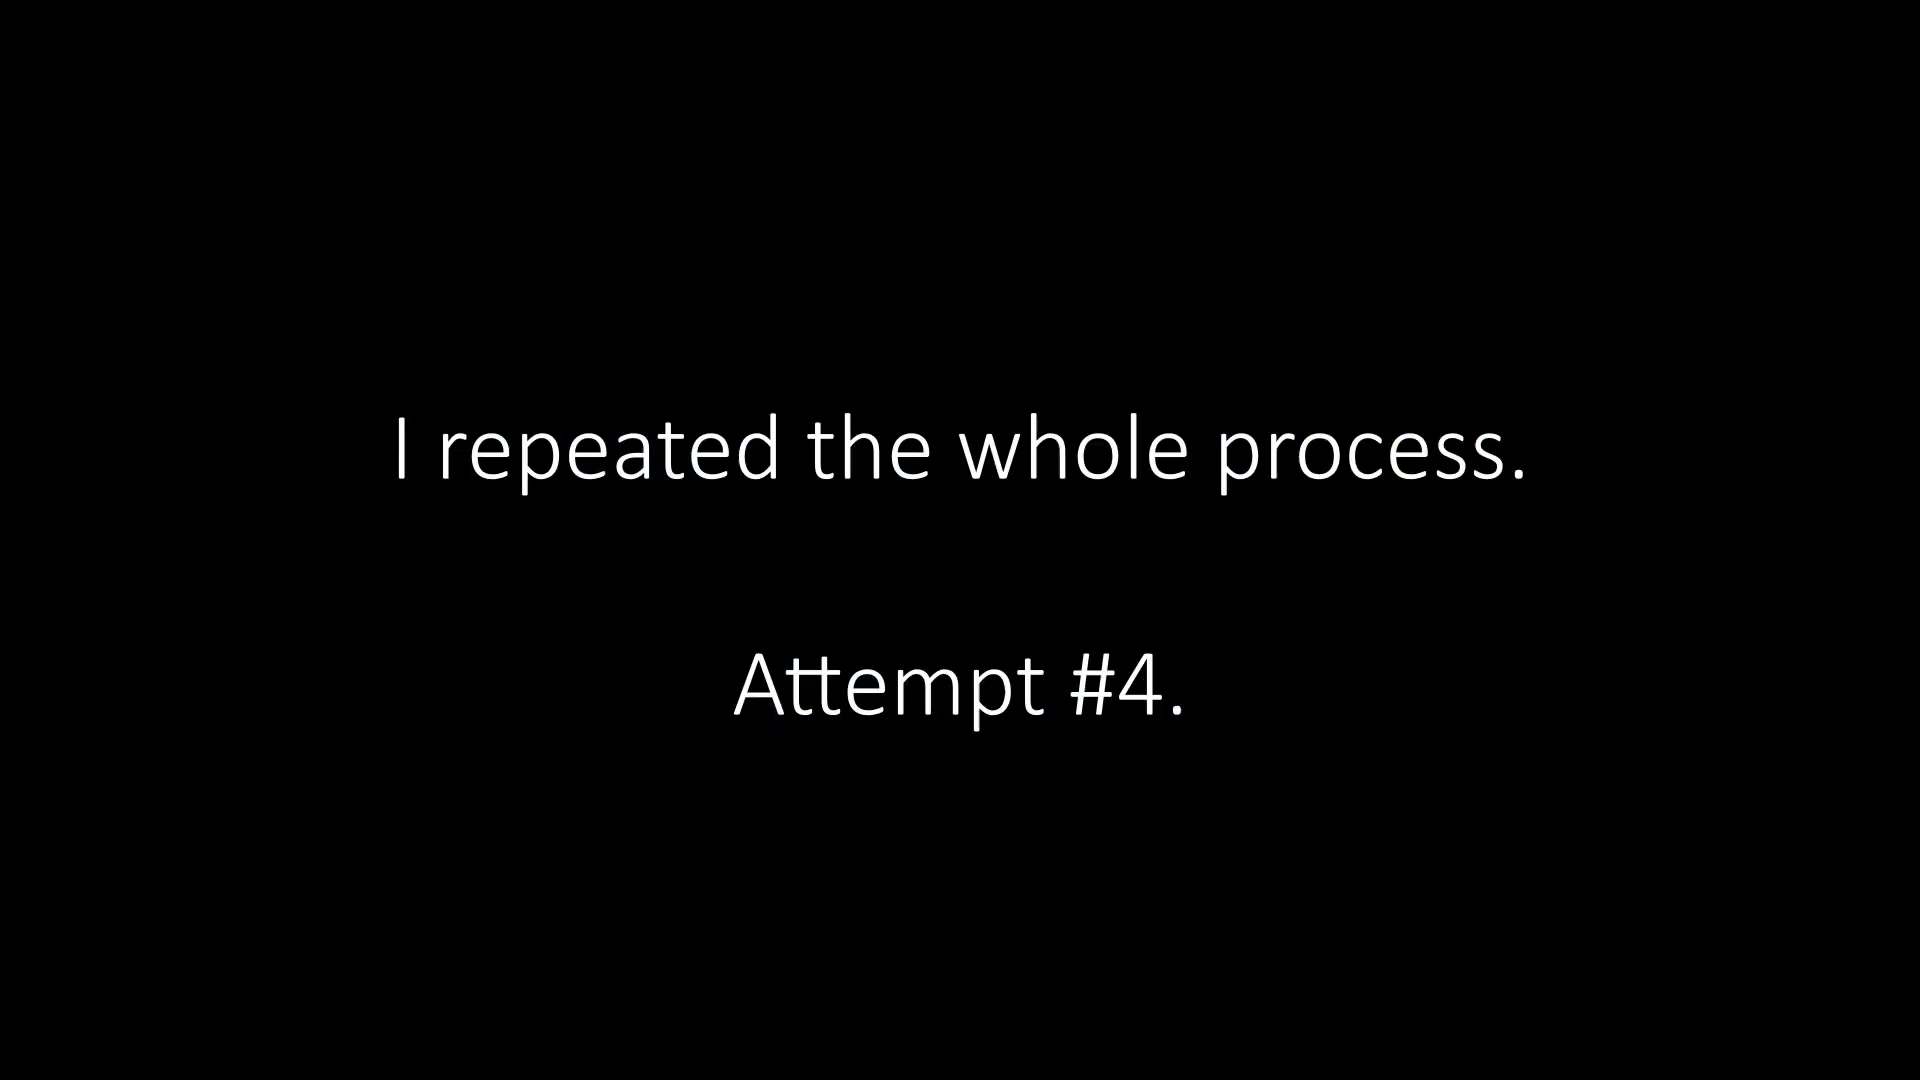 I repeated the whole process.
Attempt #4.